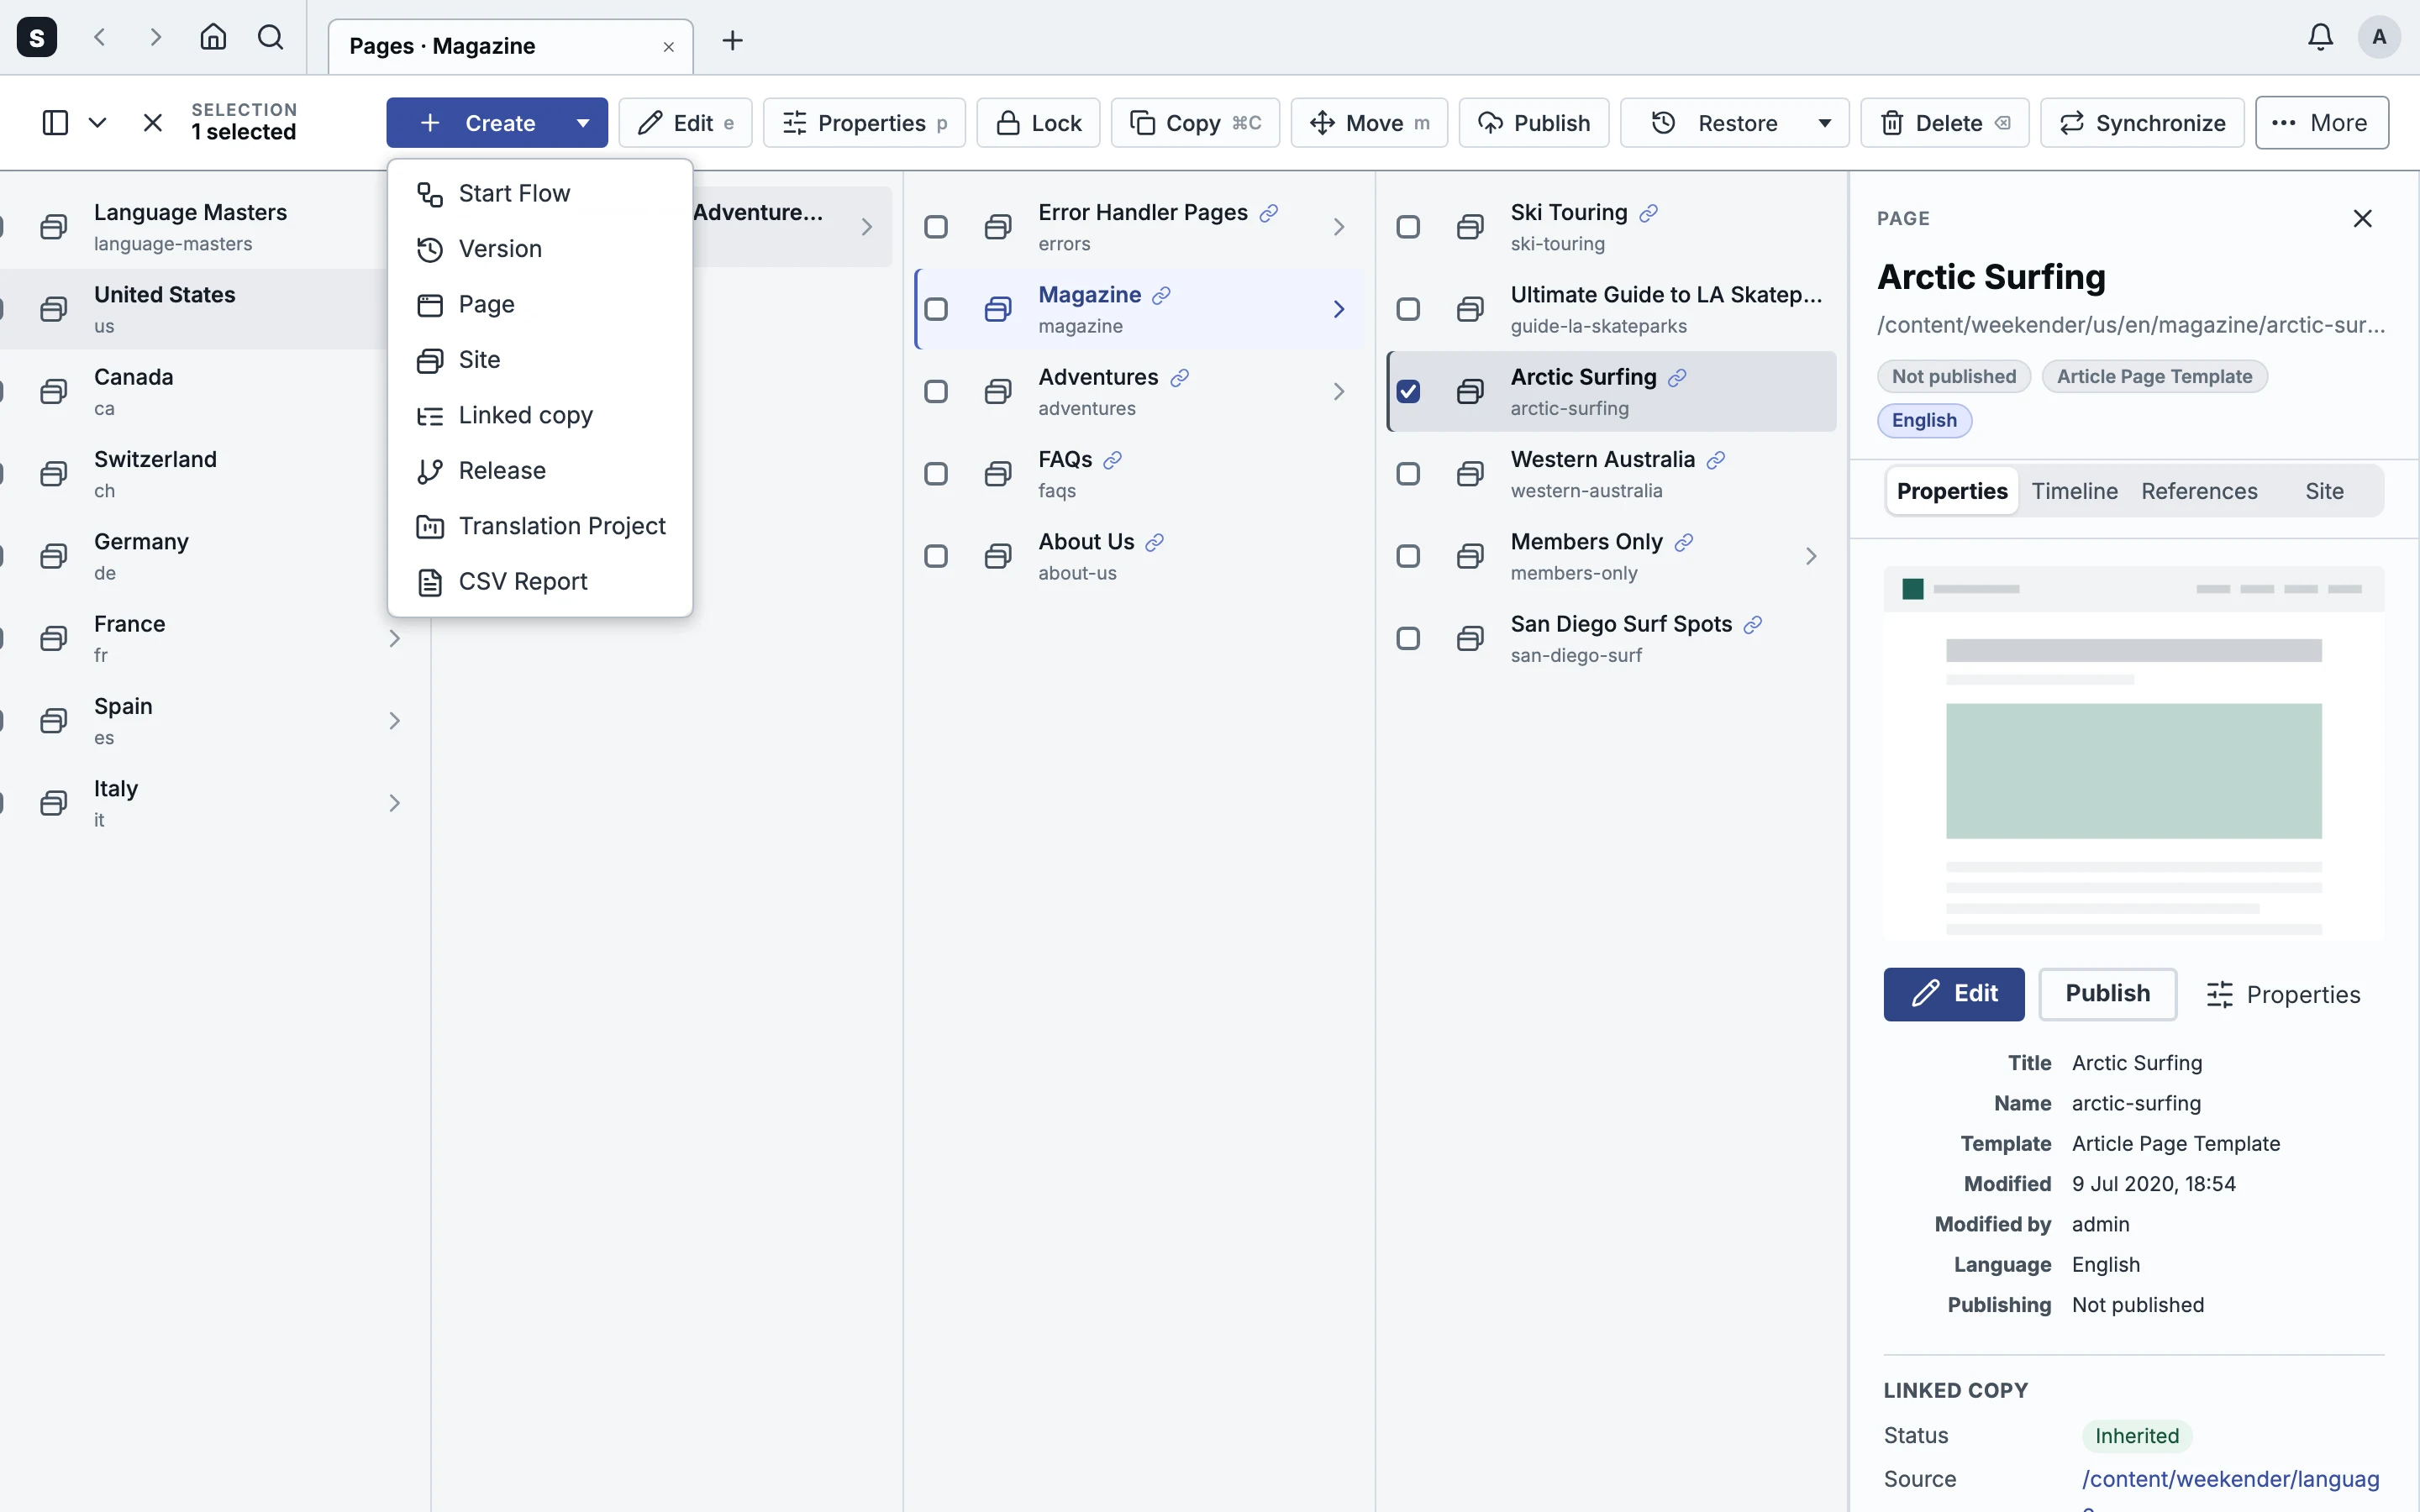 S
Pages · Magazine
A
SELECTION
1 selected
Create
Edit e
Properties p
Lock
Copy ⌘C
Move m
Publish
Restore
Delete
Synchronize
More
Start Flow
Version
Page
Site
Linked copy
Release
Translation Project
CSV Report
Language Masters
language-masters
United States
us
Canada
ca
Switzerland
ch
Germany
de
France
fr
Spain
es
Italy
it
Adventure...
Error Handler Pages
errors
Magazine
magazine
Adventures
adventures
FAQs
faqs
About Us
about-us
Ski Touring
ski-touring
Ultimate Guide to LA Skatep...
guide-la-skateparks
Arctic Surfing
arctic-surfing
Western Australia
western-australia
Members Only
members-only
San Diego Surf Spots
san-diego-surf
PAGE
Arctic Surfing
/content/weekender/us/en/magazine/arctic-sur...
Not published
Article Page Template
English
Properties
Timeline
References
Site
Edit
Publish
Properties
Title Arctic Surfing
Name arctic-surfing
Template Article Page Template
Modified 9 Jul 2020, 18:54
Modified by admin
Language English
Publishing Not published
LINKED COPY
Status Inherited
Source /content/weekender/languag